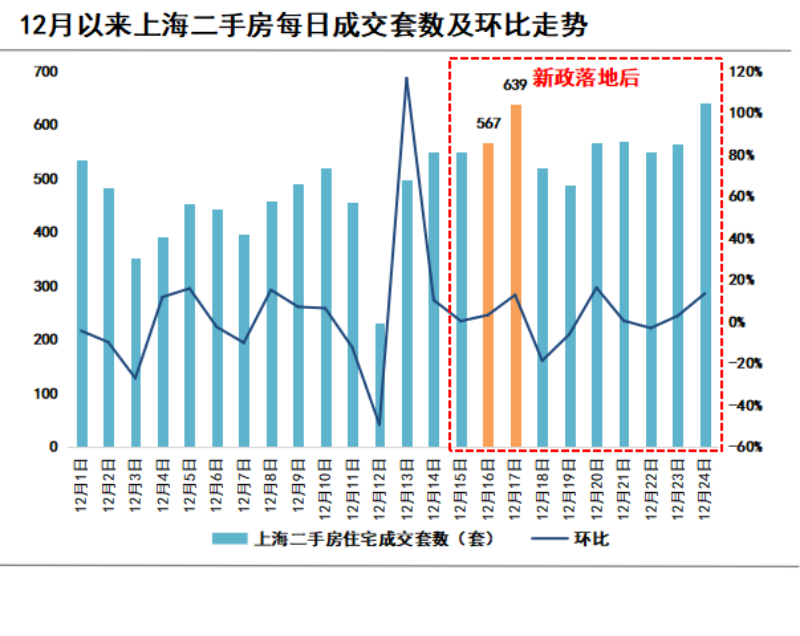 12月以来上海二手房每日成交套数及环比走势
新政落地后
700
600
500
400
300
200
100
0
567
639
120%
100%
80%
60%
40%
20%
0%
-20%
-40%
-60%
12月1日
12月2日
12月3日
12月4日
12月5日
12月6日
12月7日
12月8日
12月9日
12月10日
12月11日
12月12日
12月13日
12月14日
12月15日
12月16日
12月17日
12月18日
12月19日
12月20日
12月21日
12月22日
12月23日
12月24日
上海二手房住宅成交套数（套） 环比